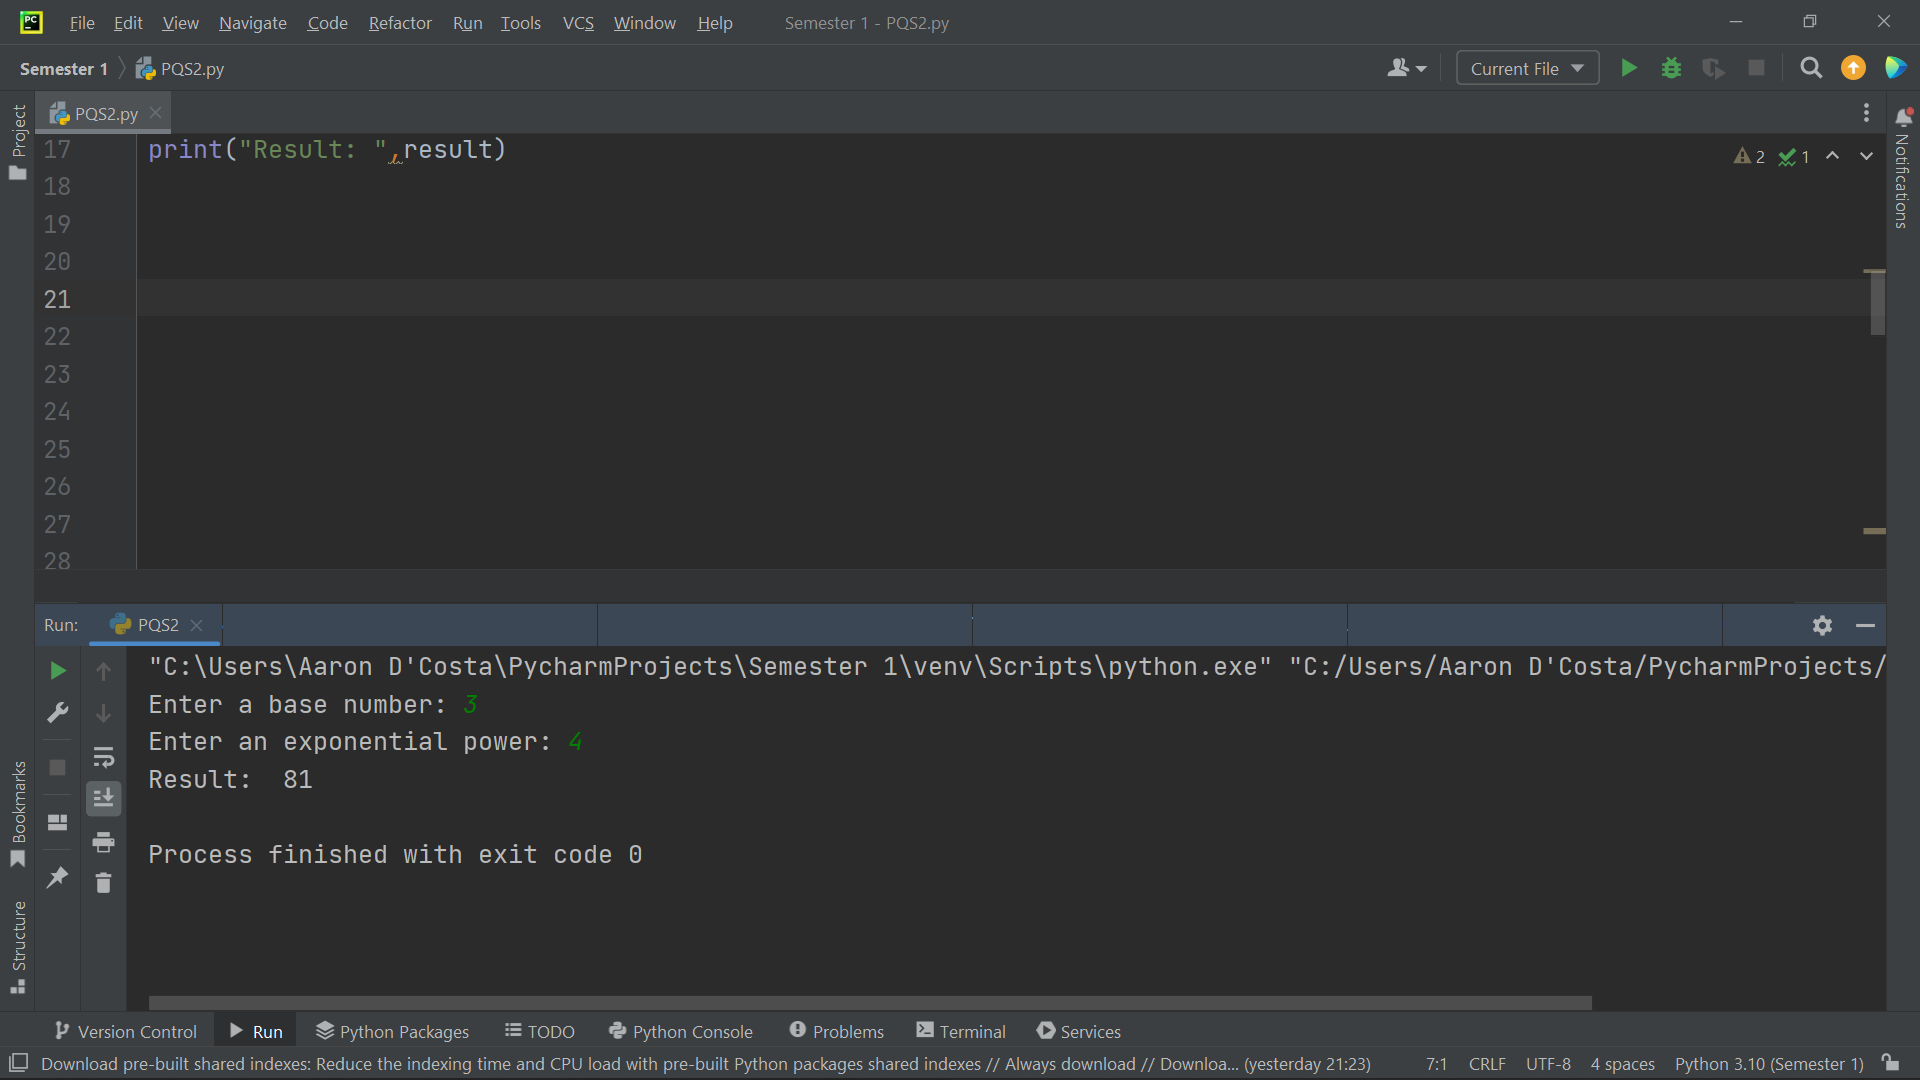 PC File Edit View Navigate Code Refactor Run Tools VCS Window Help Semester 1 - PQS2.py
Semester 1 PQS2.py Current File
PQS2.py
Project
Notifications
17 print("Result: ",result)
2 1
18
19
20
21
22
23
24
25
26
27
28
Run: PQS2
"C:\Users\Aaron D'Costa\PycharmProjects\Semester 1\venv\Scripts\python.exe" "C:/Users/Aaron D'Costa/PycharmProjects/
Enter a base number: 3
Enter an exponential power: 4
Result:  81
Process finished with exit code 0
Bookmarks
Structure
Version Control Run Python Packages TODO Python Console Problems Terminal Services
Download pre-built shared indexes: Reduce the indexing time and CPU load with pre-built Python packages shared indexes // Always download // Downloa... (yesterday 21:23) 7:1 CRLF UTF-8 4 spaces Python 3.10 (Semester 1)